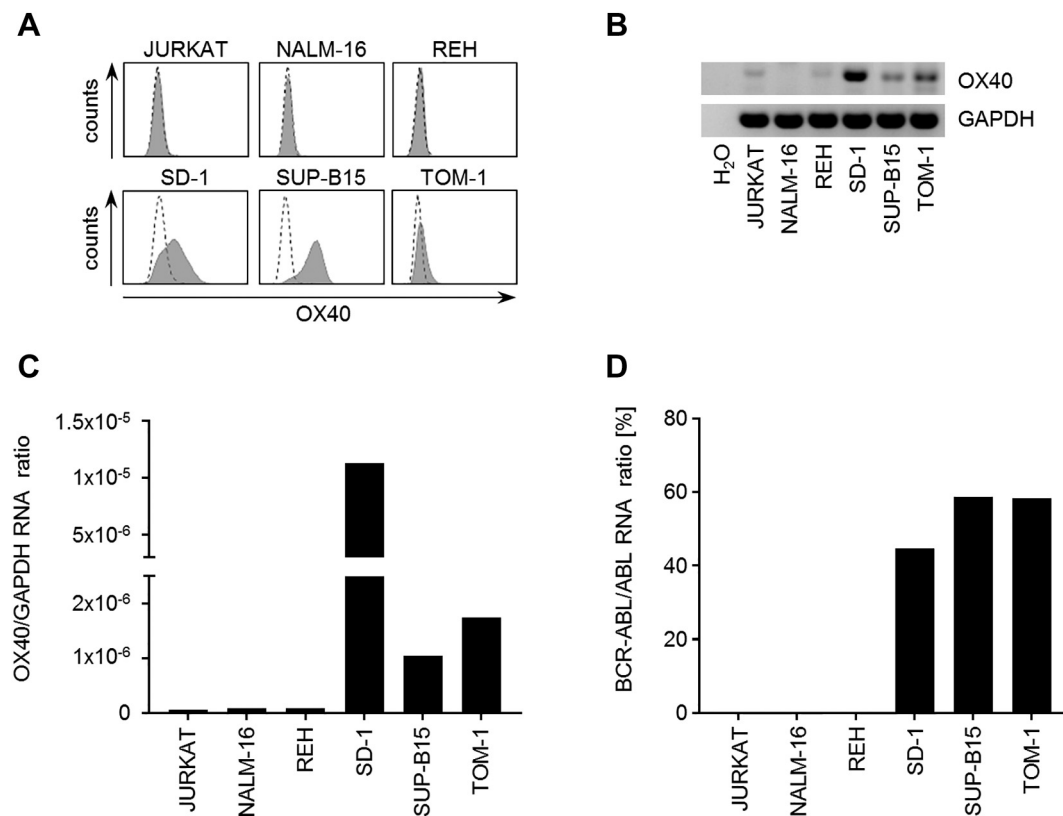 A
JURKAT NALM-16 REH
counts
SD-1 SUP-B15 TOM-1
counts
OX40
B
OX40
GAPDH
H₂O
JURKAT
NALM-16
REH
SD-1
SUP-B15
TOM-1
C
OX40/GAPDH RNA ratio
1.5x10⁻⁵
1x10⁻⁵
5x10⁻⁶
2x10⁻⁶
1x10⁻⁶
0
JURKAT
NALM-16
REH
SD-1
SUP-B15
TOM-1
D
BCR-ABL/ABL RNA ratio [%]
80
60
40
20
0
JURKAT
NALM-16
REH
SD-1
SUP-B15
TOM-1